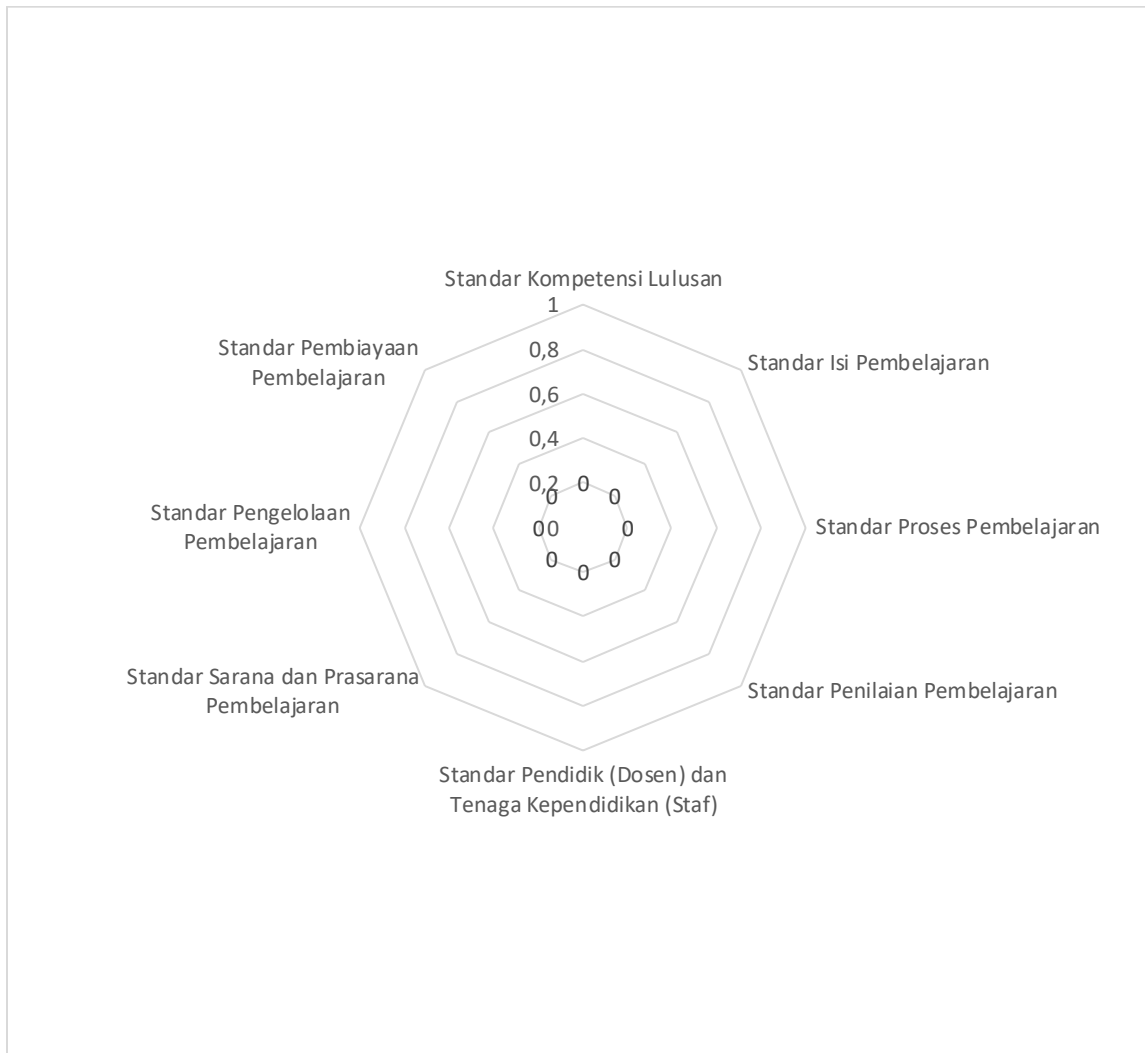 Standar Kompetensi Lulusan
1
Standar Pembiayaan
Pembelajaran
0,8
Standar Isi Pembelajaran
0,6
0,4
0,2 0
0 0
Standar Pengelolaan
Pembelajaran
0 0 0
Standar Proses Pembelajaran
0 0
0
Standar Sarana dan Prasarana
Pembelajaran
Standar Penilaian Pembelajaran
Standar Pendidik (Dosen) dan
Tenaga Kependidikan (Staf)